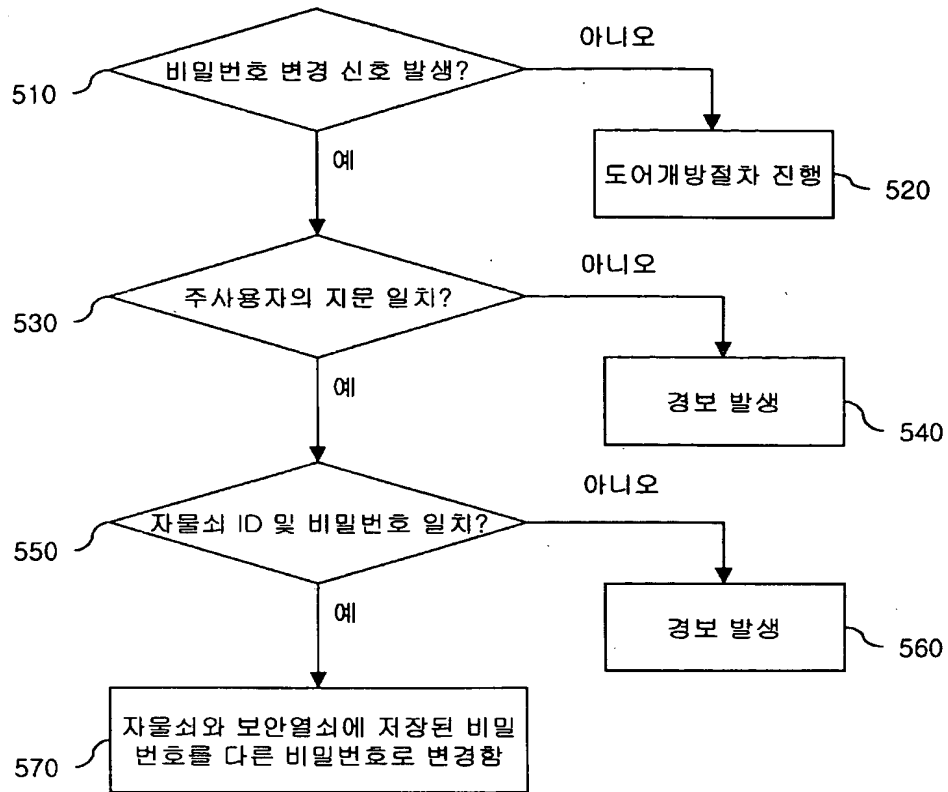 아니오
비밀번호 변경 신호 발생?
510
예
도어개방절차 진행
520
아니오
주사용자의 지문 일치?
530
예
경보 발생
540
아니오
자물쇠 ID 및 비밀번호 일치?
550
예
경보 발생
560
자물쇠와 보안열쇠에 저장된 비밀
번호를 다른 비밀번호로 변경함
570